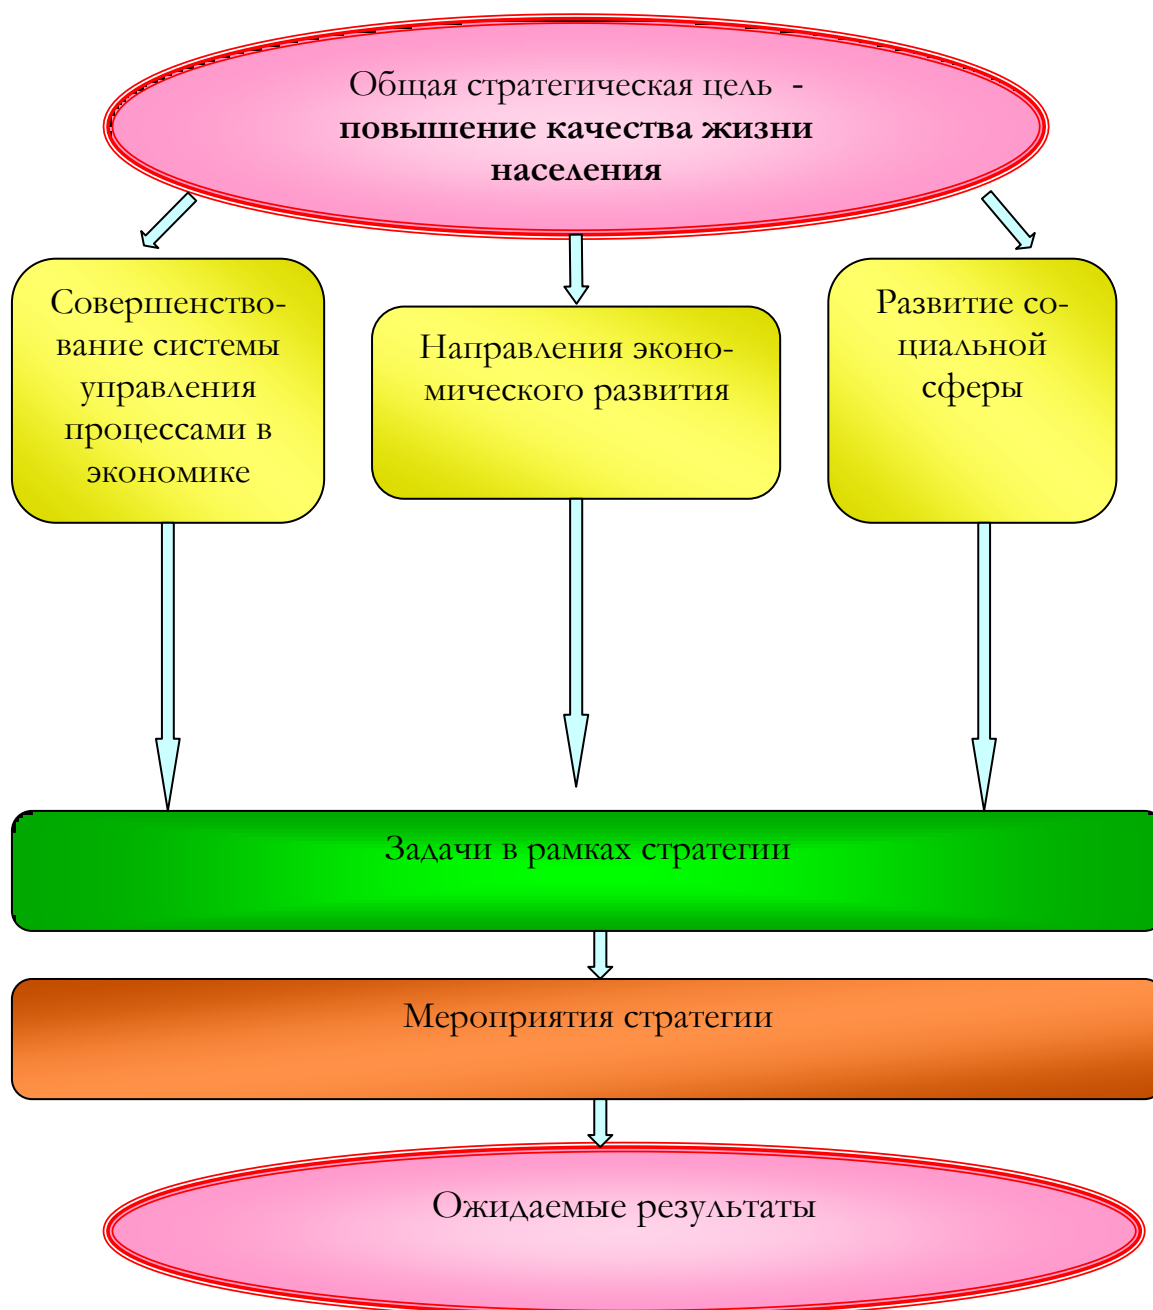 Общая стратегическая цель -
повышение качества жизни
населения
Совершенство-
вание системы
управления
процессами в
экономике
Направления эконо-
мического развития
Развитие со-
циальной
сферы
Задачи в рамках стратегии
Мероприятия стратегии
Ожидаемые результаты